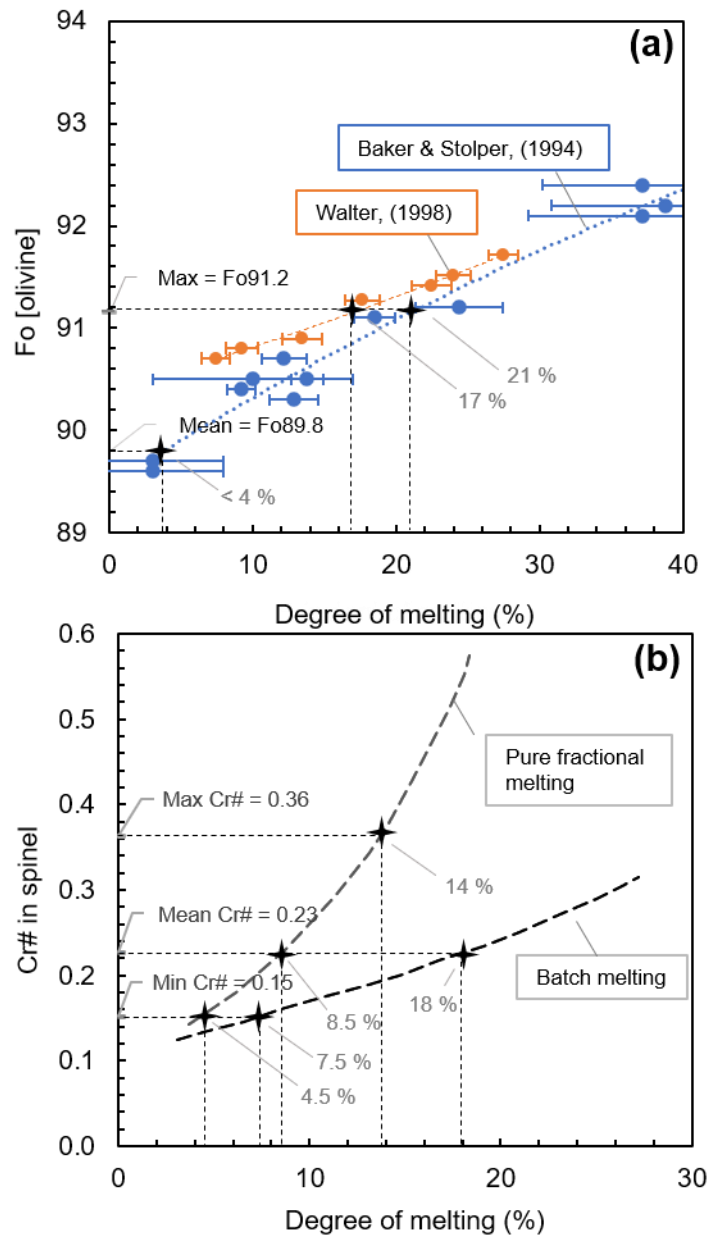 (a)
94
93
92
91
90
89
Fo [olivine]
Baker & Stolper, (1994)
Walter, (1998)
Max = Fo91.2
21 %
17 %
Mean = Fo89.8
< 4 %
0
10
20
30
40
Degree of melting (%)
(b)
0.6
0.5
0.4
0.3
0.2
0.1
0.0
Cr# in spinel
Pure fractional
melting
Max Cr# = 0.36
14 %
Mean Cr# = 0.23
Min Cr# = 0.15
Batch melting
18 %
8.5 %
7.5 %
4.5 %
0
10
20
30
Degree of melting (%)